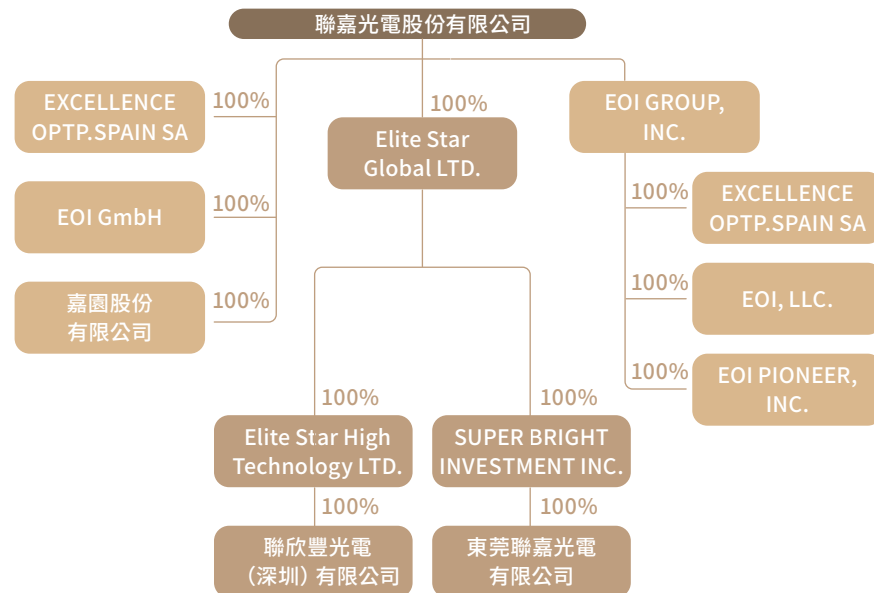 聯嘉光電股份有限公司
EXCELLENCE
OPTP.SPAIN SA
100%
EOI GmbH
100%
嘉園股份
有限公司
100%
100%
Elite Star
Global LTD.
100%
Elite Star High
Technology LTD.
100%
聯欣豐光電
（深圳）有限公司
100%
SUPER BRIGHT
INVESTMENT INC.
100%
東莞聯嘉光電
有限公司
EOI GROUP,
INC.
100%
EXCELLENCE
OPTP.SPAIN SA
100%
EOI, LLC.
100%
EOI PIONEER,
INC.